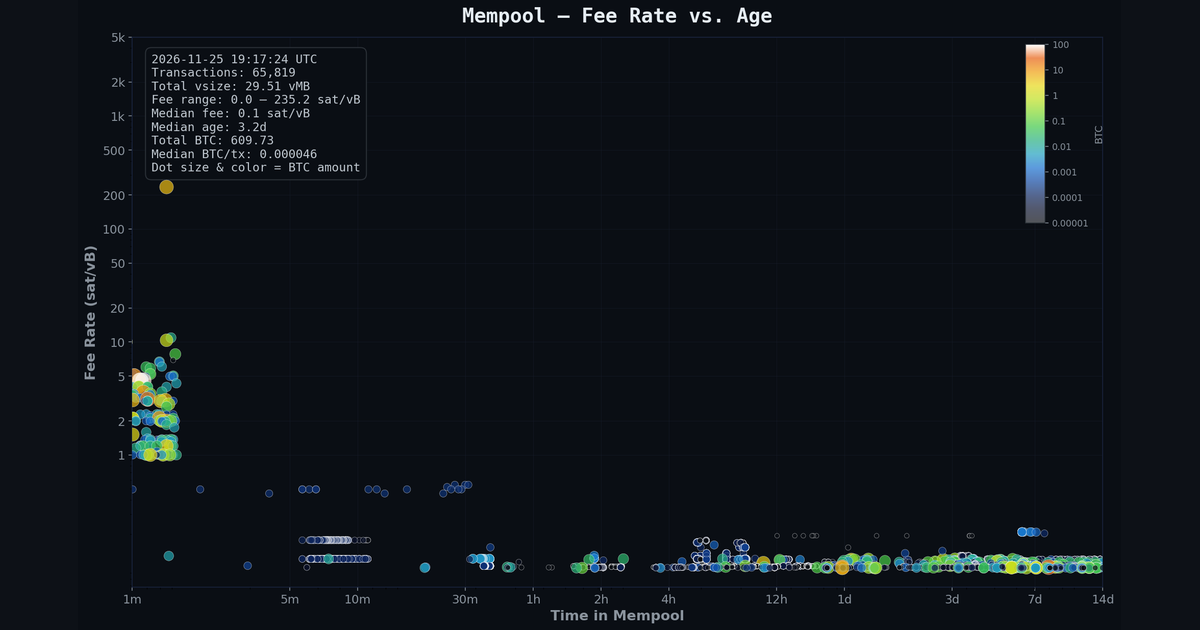 Mempool — Fee Rate vs. Age
2026-11-25 19:17:24 UTC
Transactions: 65,819
Total vsize: 29.51 vMB
Fee range: 0.0 — 235.2 sat/vB
Median fee: 0.1 sat/vB
Median age: 3.2d
Total BTC: 609.73
Median BTC/tx: 0.000046
Dot size & color = BTC amount
5k
2k
1k
500
200
100
50
20
10
5
2
1
Fee Rate (sat/vB)
100
10
1
0.1
0.01
0.001
0.0001
0.00001
BTC
1m 5m 10m 30m 1h 2h 4h 12h 1d 3d 7d 14d
Time in Mempool